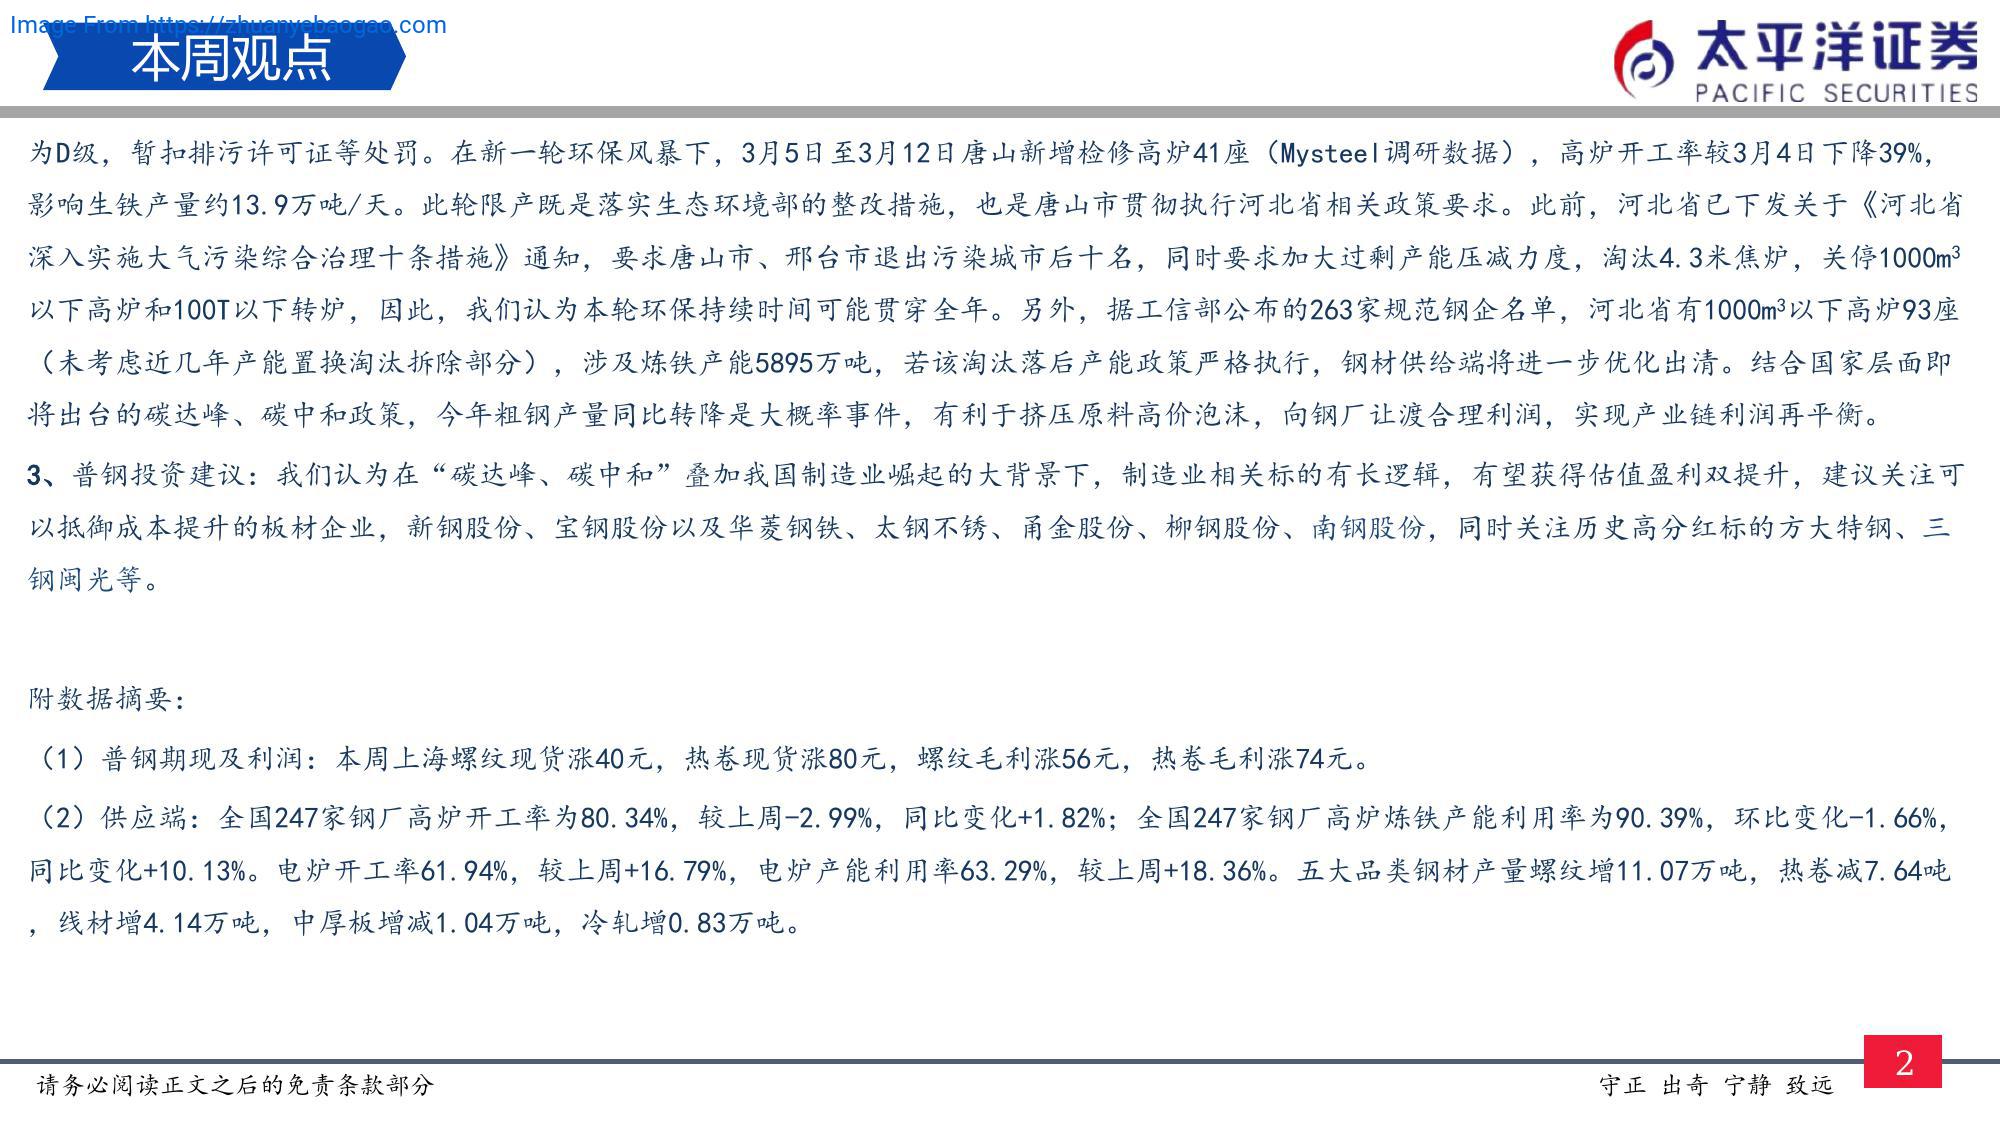 Image From https://zhuanyebaogao.com
本周观点
太平洋证券
PACIFIC SECURITIES
为D级，暂扣排污许可证等处罚。在新一轮环保风暴下，3月5日至3月12日唐山新增检修高炉41座（Mysteel调研数据），高炉开工率较3月4日下降39%，
影响生铁产量约13.9万吨/天。此轮限产既是落实生态环境部的整改措施，也是唐山市贯彻执行河北省相关政策要求。此前，河北省已下发关于《河北省
深入实施大气污染综合治理十条措施》通知，要求唐山市、邢台市退出污染城市后十名，同时要求加大过剩产能压减力度，淘汰4.3米焦炉，关停1000m³
以下高炉和100T以下转炉，因此，我们认为本轮环保持续时间可能贯穿全年。另外，据工信部公布的263家规范钢企名单，河北省有1000m³以下高炉93座
（未考虑近几年产能置换淘汰拆除部分），涉及炼铁产能5895万吨，若该淘汰落后产能政策严格执行，钢材供给端将进一步优化出清。结合国家层面即
将出台的碳达峰、碳中和政策，今年粗钢产量同比转降是大概率事件，有利于挤压原料高价泡沫，向钢厂让渡合理利润，实现产业链利润再平衡。
3、普钢投资建议：我们认为在“碳达峰、碳中和”叠加我国制造业崛起的大背景下，制造业相关标的有长逻辑，有望获得估值盈利双提升，建议关注可
以抵御成本提升的板材企业，新钢股份、宝钢股份以及华菱钢铁、太钢不锈、甬金股份、柳钢股份、南钢股份，同时关注历史高分红标的方大特钢、三
钢闽光等。
附数据摘要：
（1）普钢期现及利润：本周上海螺纹现货涨40元，热卷现货涨80元，螺纹毛利涨56元，热卷毛利涨74元。
（2）供应端：全国247家钢厂高炉开工率为80.34%，较上周-2.99%，同比变化+1.82%；全国247家钢厂高炉炼铁产能利用率为90.39%，环比变化-1.66%，
同比变化+10.13%。电炉开工率61.94%，较上周+16.79%，电炉产能利用率63.29%，较上周+18.36%。五大品类钢材产量螺纹增11.07万吨，热卷减7.64吨
，线材增4.14万吨，中厚板增减1.04万吨，冷轧增0.83万吨。
请务必阅读正文之后的免责条款部分
守正 出奇 宁静 致远
2